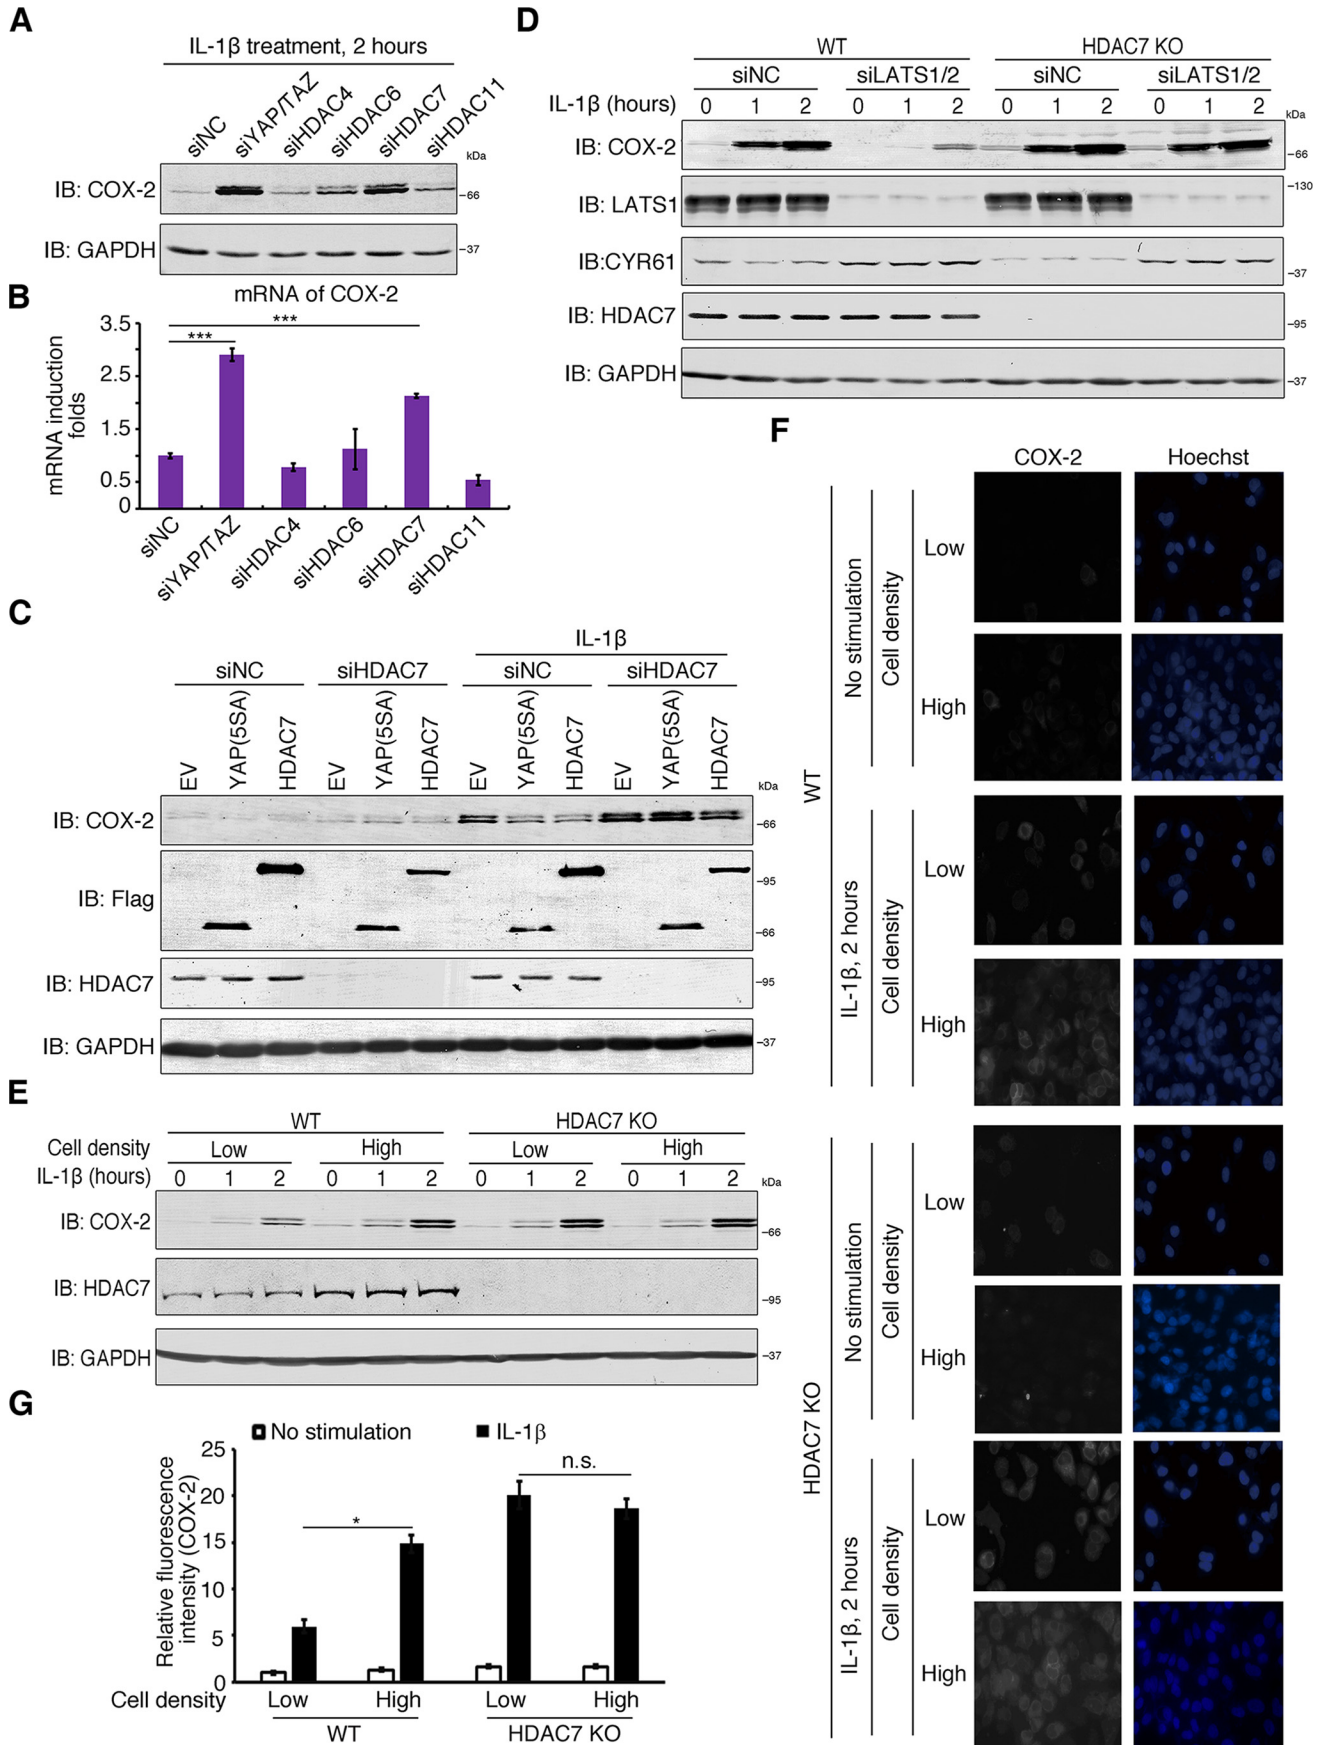 A
IL-1β treatment, 2 hours
siNC siYAP/TAZ siHDAC4 siHDAC6 siHDAC7 siHDAC11
kDa
IB: COX-2 –66
IB: GAPDH –37
B
mRNA of COX-2
mRNA induction
folds
3.5
2.5
1.5
0.5
0
*** ***
siNC siYAP/TAZ siHDAC4 siHDAC6 siHDAC7 siHDAC11
C
IL-1β
siNC siHDAC7 siNC siHDAC7
EV YAP(5SA) HDAC7 EV YAP(5SA) HDAC7 EV YAP(5SA) HDAC7 EV YAP(5SA) HDAC7
kDa
IB: COX-2 –66
IB: Flag –95 –66
IB: HDAC7 –95
IB: GAPDH –37
D
WT HDAC7 KO
siNC siLATS1/2 siNC siLATS1/2
IL-1β (hours) 0 1 2 0 1 2 0 1 2 0 1 2
kDa
IB: COX-2 –66
IB: LATS1 –130
IB:CYR61 –37
IB: HDAC7 –95
IB: GAPDH –37
E
WT HDAC7 KO
Cell density Low High Low High
IL-1β (hours) 0 1 2 0 1 2 0 1 2 0 1 2
kDa
IB: COX-2 –66
IB: HDAC7 –95
IB: GAPDH –37
F
COX-2 Hoechst
WT
No stimulation
Cell density
Low
High
IL-1β, 2 hours
Cell density
Low
High
HDAC7 KO
No stimulation
Cell density
Low
High
IL-1β, 2 hours
Cell density
Low
High
G
No stimulation IL-1β
Relative fluorescence
intensity (COX-2)
25
20
15
10
5
0
* n.s.
Cell density Low High Low High
WT HDAC7 KO